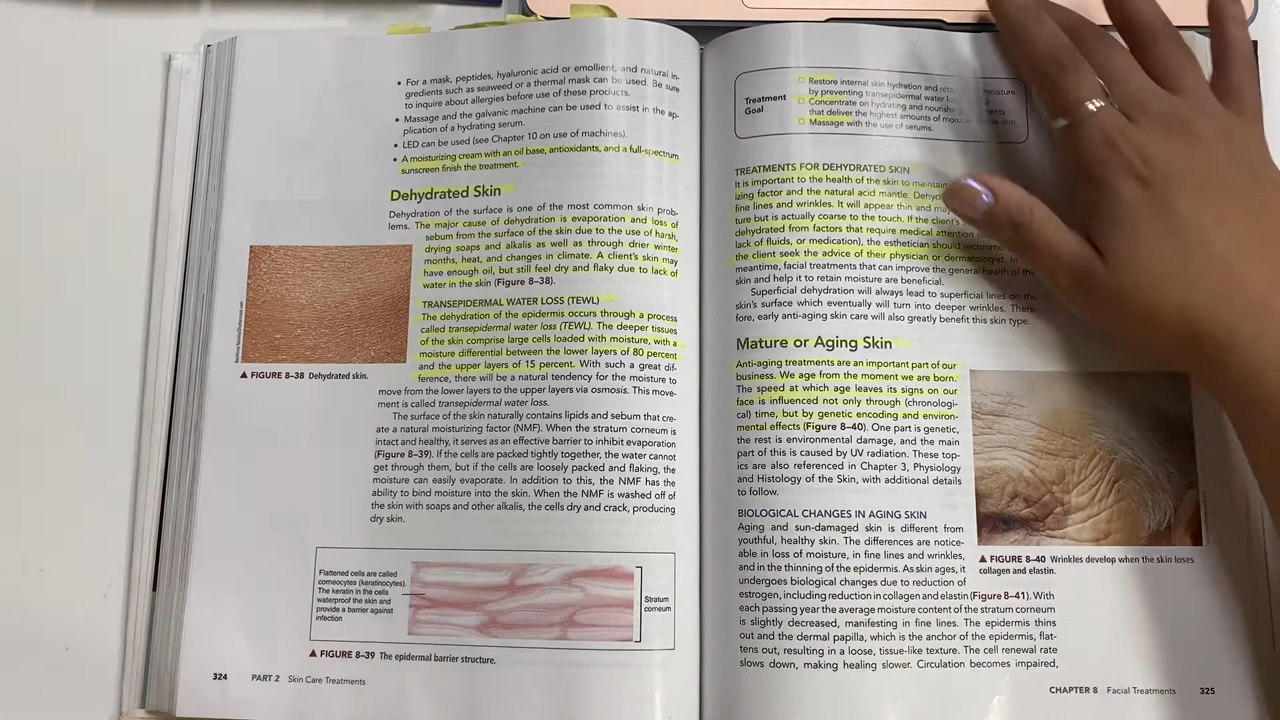 • For a mask, peptides, hyaluronic acid or emollient, and natural in-
gredients such as seaweed or a thermal mask can be used. Be sure
to inquire about allergies before use of these products.
• Massage and the galvanic machine can be used to assist in the ap-
plication of a hydrating serum.
• LED can be used (see Chapter 10 on use of machines).
• A moisturizing cream with an oil base, antioxidants, and a full-spectrum
sunscreen finish the treatment.
Dehydrated Skin
Dehydration of the surface is one of the most common skin prob-
lems. The major cause of dehydration is evaporation and loss of
sebum from the surface of the skin due to the use of harsh,
drying soaps and alkalis as well as through drier winter
months, heat, and changes in climate. A client's skin may
have enough oil, but still feel dry and flaky due to lack of
water in the skin (Figure 8–38).
▲ FIGURE 8–38 Dehydrated skin.
TRANSEPIDERMAL WATER LOSS (TEWL)
The dehydration of the epidermis occurs through a process
called transepidermal water loss (TEWL). The deeper tissues
of the skin comprise large cells loaded with moisture, with a
moisture differential between the lower layers of 80 percent
and the upper layers of 15 percent. With such a great dif-
ference, there will be a natural tendency for the moisture to
move from the lower layers to the upper layers via osmosis. This move-
ment is called transepidermal water loss.
The surface of the skin naturally contains lipids and sebum that cre-
ate a natural moisturizing factor (NMF). When the stratum corneum is
intact and healthy, it serves as an effective barrier to inhibit evaporation
(Figure 8–39). If the cells are packed tightly together, the water cannot
get through them, but if the cells are loosely packed and flaking, the
moisture can easily evaporate. In addition to this, the NMF has the
ability to bind moisture into the skin. When the NMF is washed off of
the skin with soaps and other alkalis, the cells dry and crack, producing
dry skin.
Flattened cells are called
corneocytes (keratinocytes).
The keratin in the cells
waterproof the skin and
provide a barrier against
infection
Stratum
corneum
▲ FIGURE 8–39 The epidermal barrier structure.
324 PART 2 Skin Care Treatments
Treatment
Goal
□ Restore internal skin hydration and moisture
by preventing transepidermal water
□ Concentrate on hydrating and nourishing
that deliver the highest amounts of skin.
□ Massage with the use of serums.
TREATMENTS FOR DEHYDRATED SKIN
It is important to the health of the skin to maintain
izing factor and the natural acid mantle.
fine lines and wrinkles. It will appear thin and may
ture but is actually coarse to the touch. If the client's
dehydrated from factors that require medical attention
lack of fluids, or medication), the esthetician should
the client seek the advice of their physician or dermatologist. In
meantime, facial treatments that can improve the general health of the
skin and help it to retain moisture are beneficial.
Superficial dehydration will always lead to superficial lines on the
skin's surface which eventually will turn into deeper wrinkles. There
fore, early anti-aging skin care will also greatly benefit this skin type.
Mature or Aging Skin
Anti-aging treatments are an important part of our
business. We age from the moment we are born.
The speed at which age leaves its signs on our
face is influenced not only through (chronologi-
cal) time, but by genetic encoding and environ-
mental effects (Figure 8–40). One part is genetic,
the rest is environmental damage, and the main
part of this is caused by UV radiation. These top-
ics are also referenced in Chapter 3, Physiology
and Histology of the Skin, with additional details
to follow.
▲ FIGURE 8–40 Wrinkles develop when the skin loses
collagen and elastin.
BIOLOGICAL CHANGES IN AGING SKIN
Aging and sun-damaged skin is different from
youthful, healthy skin. The differences are notice-
able in loss of moisture, in fine lines and wrinkles,
and in the thinning of the epidermis. As skin ages, it
undergoes biological changes due to reduction of
estrogen, including reduction in collagen and elastin (Figure 8–41). With
each passing year the average moisture content of the stratum corneum
is slightly decreased, manifesting in fine lines. The epidermis thins
out and the dermal papilla, which is the anchor of the epidermis, flat-
tens out, resulting in a loose, tissue-like texture. The cell renewal rate
slows down, making healing slower. Circulation becomes impaired,
CHAPTER 8 Facial Treatments 325